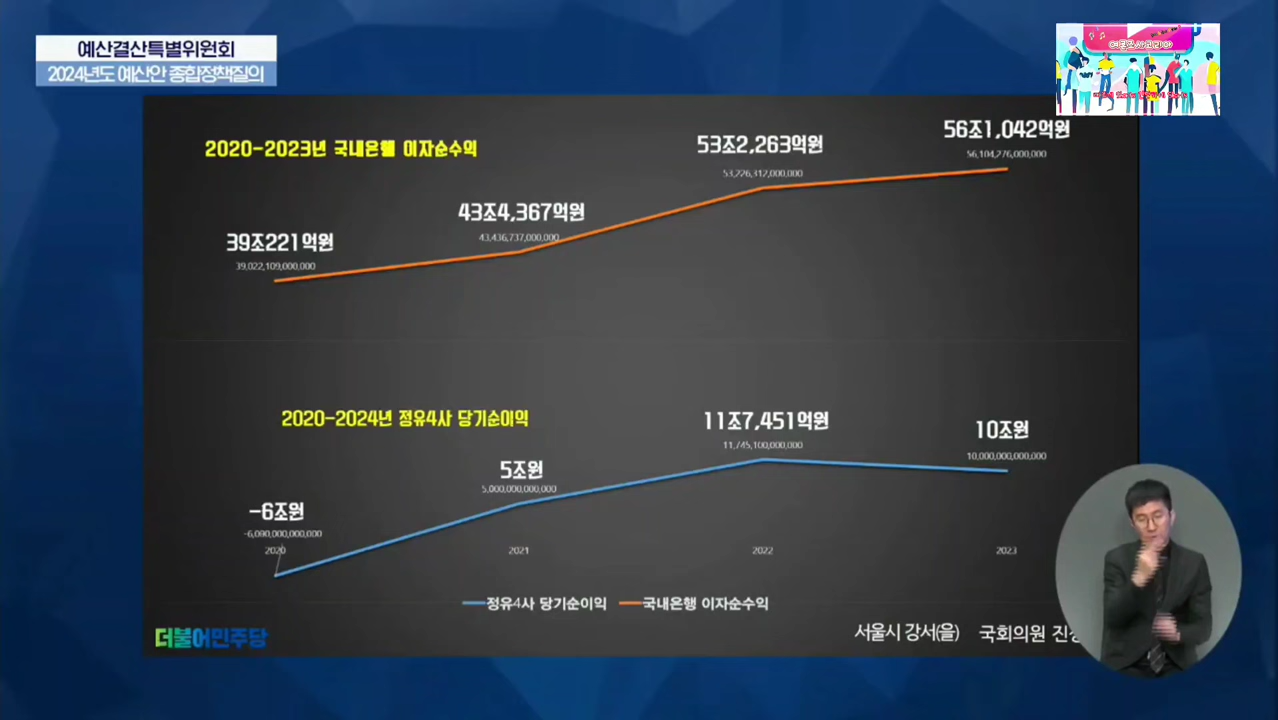 예산결산특별위원회
2024년도 예산안 종합정책질의
2020-2023년 국내은행 이자순수익
39조221억원
39,022,109,000,000
43조4,367억원
43,436,737,000,000
53조2,263억원
53,226,312,000,000
56조1,042억원
56,104,276,000,000
2020-2024년 정유4사 당기순이익
-6조원
5조원
5,000,000,000,000
11조7,451억원
11,745,100,000,000
10조원
10,000,000,000,000
2020
2021
2022
2023
정유4사 당기순이익
국내은행 이자순수익
더불어민주당
서울시 강서(을) 국회의원